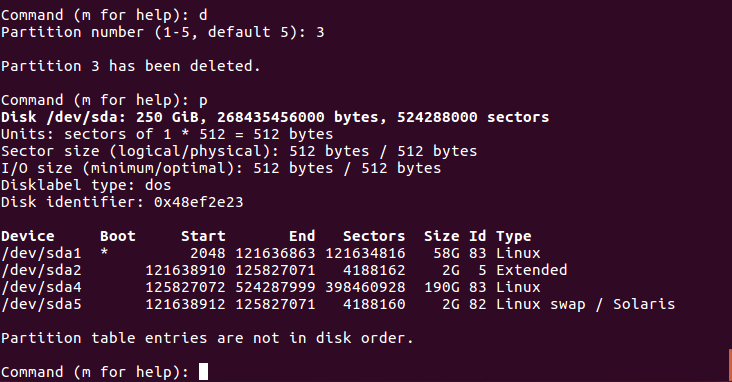 Command (m for help): d
Partition number (1-5, default 5): 3
Partition 3 has been deleted.
Command (m for help): p
Disk /dev/sda: 250 GiB, 268435456000 bytes, 524288000 sectors
Units: sectors of 1 * 512 = 512 bytes
Sector size (logical/physical): 512 bytes / 512 bytes
I/O size (minimum/optimal): 512 bytes / 512 bytes
Disklabel type: dos
Disk identifier: 0x48ef2e23
Device     Boot     Start       End   Sectors  Size Id Type
/dev/sda1  *         2048 121636863 121634816   58G 83 Linux
/dev/sda2       121638910 125827071   4188162    2G  5 Extended
/dev/sda4       125827072 524287999 398460928  190G 83 Linux
/dev/sda5       121638912 125827071   4188160    2G 82 Linux swap / Solaris
Partition table entries are not in disk order.
Command (m for help):